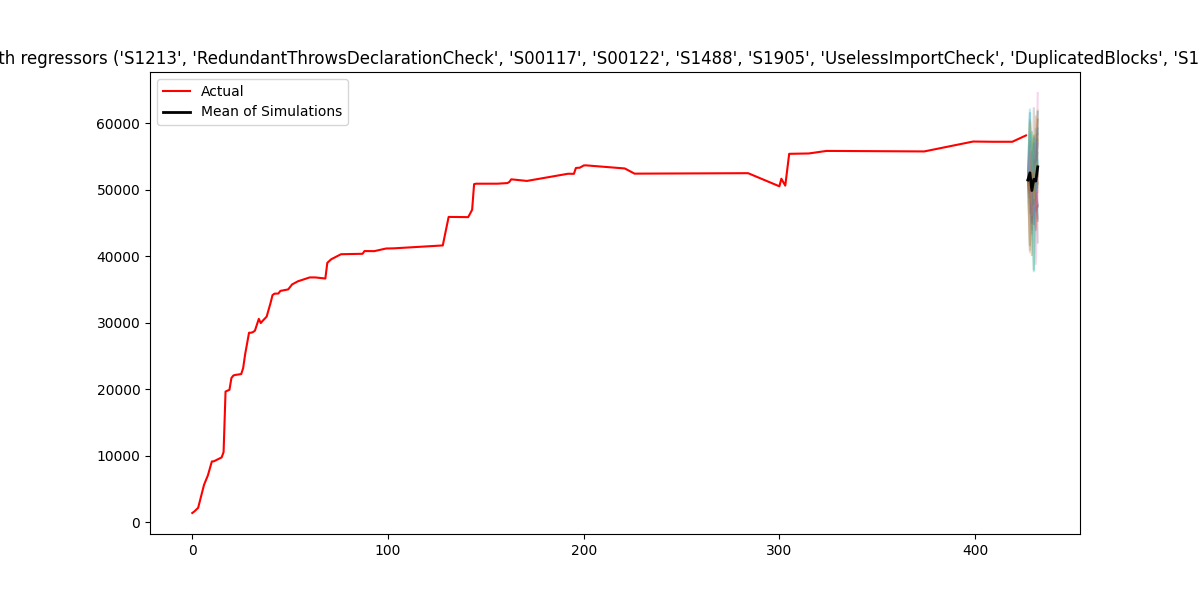 th regressors ('S1213', 'RedundantThrowsDeclarationCheck', 'S00117', 'S00122', 'S1488', 'S1905', 'UselessImportCheck', 'DuplicatedBlocks', 'S1
Actual
Mean of Simulations
60000
50000
40000
30000
20000
10000
0
0 100 200 300 400